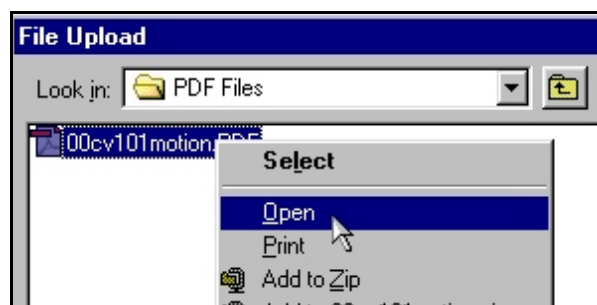 File Upload
Look in: PDF Files
00cv101motion.PDF
Select
Open
Print
Add to Zip